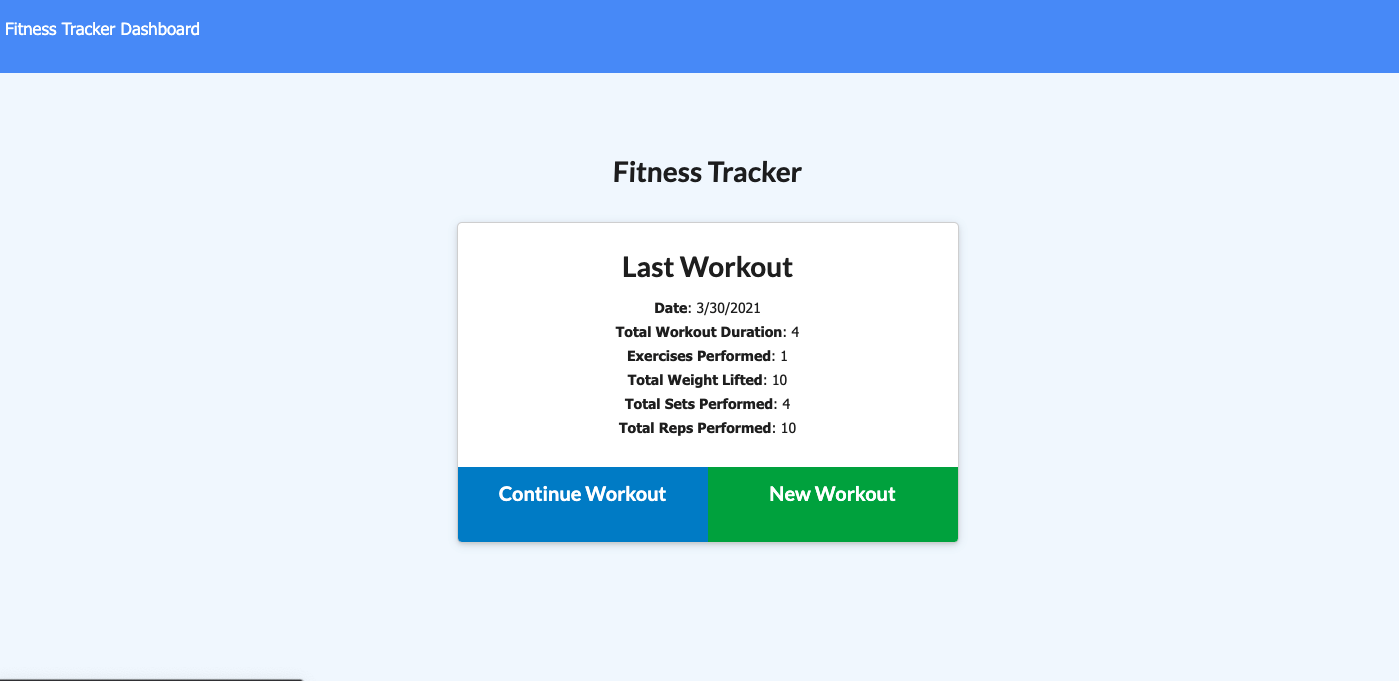 Fitness Tracker Dashboard
Fitness Tracker
Last Workout
Date: 3/30/2021
Total Workout Duration: 4
Exercises Performed: 1
Total Weight Lifted: 10
Total Sets Performed: 4
Total Reps Performed: 10
Continue Workout
New Workout